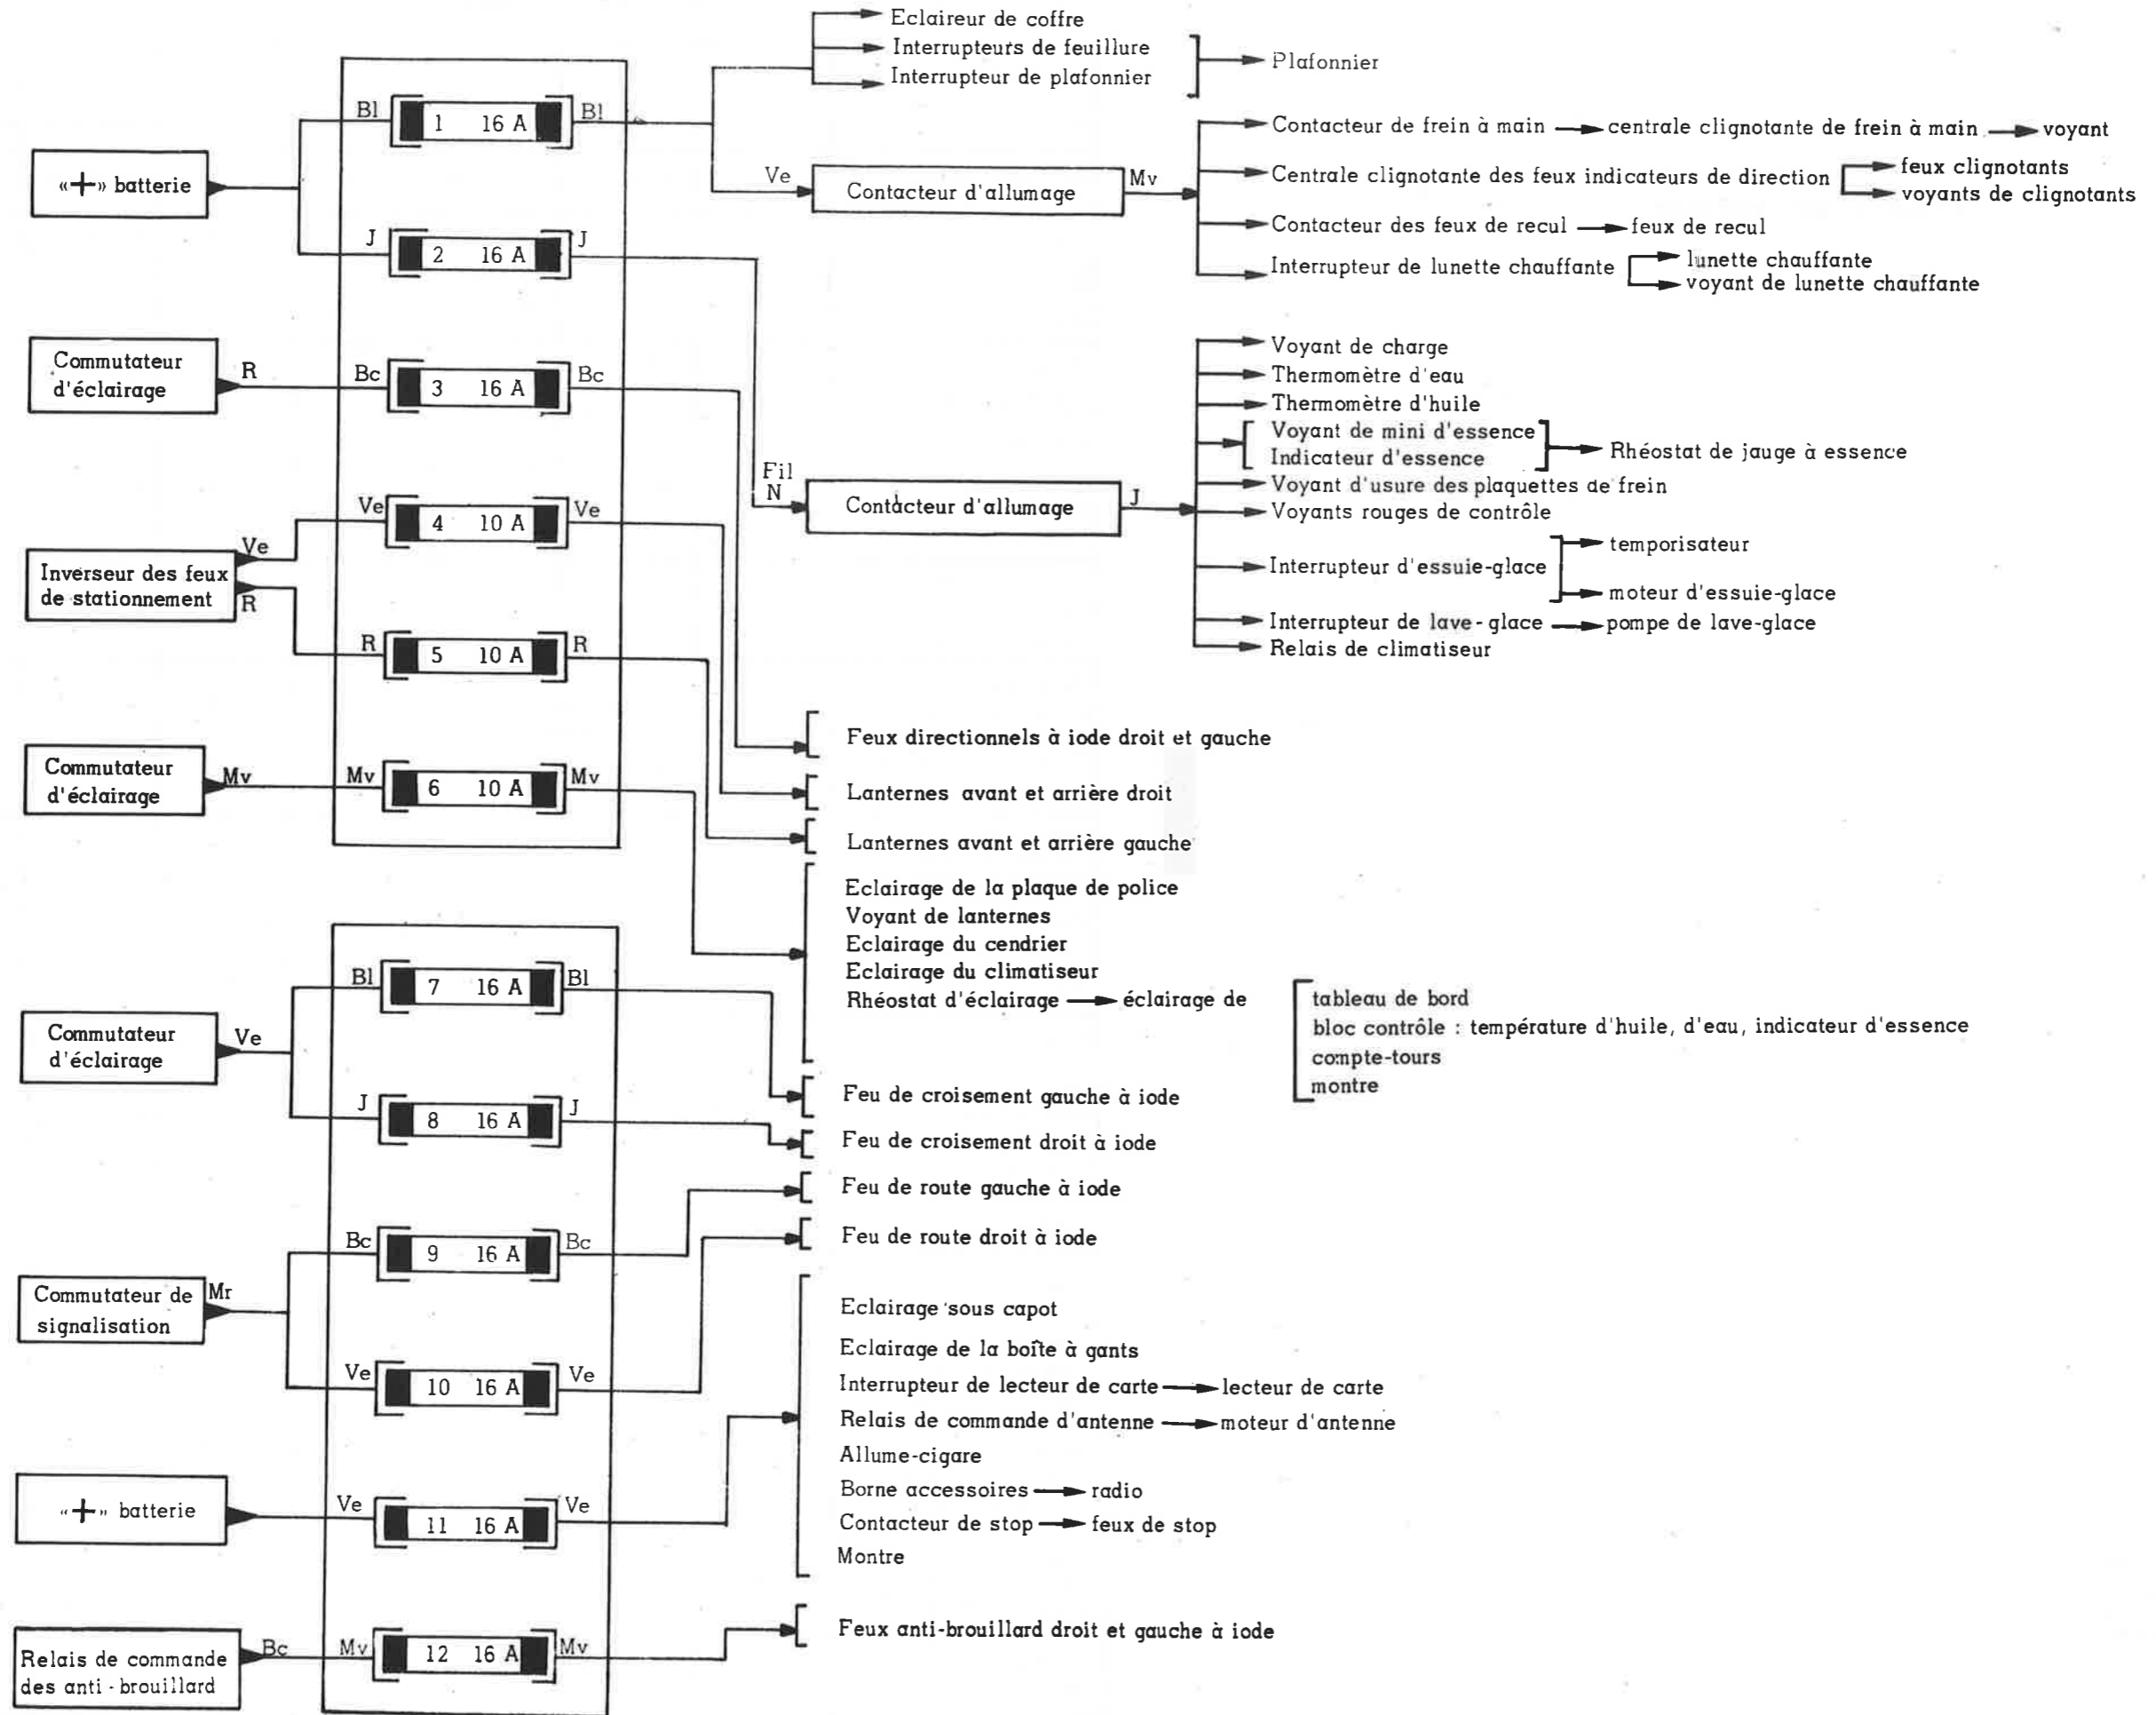 Eclaireur de coffre
Interrupteurs de feuillure
Interrupteur de plafonnier
Plafonnier
«+» batterie
Bl
1 16 A
Bl
J
2 16 A
J
Ve
Contacteur d'allumage
Mv
Contacteur de frein à main centrale clignotante de frein à main voyant
Centrale clignotante des feux indicateurs de direction
feux clignotants
voyants de clignotants
Contacteur des feux de recul feux de recul
Interrupteur de lunette chauffante
lunette chauffante
voyant de lunette chauffante
Commutateur
d'éclairage
R
Bc
3 16 A
Bc
Fil
N
Contacteur d'allumage
J
Voyant de charge
Thermomètre d'eau
Thermomètre d'huile
Voyant de mini d'essence
Indicateur d'essence
Rhéostat de jauge à essence
Voyant d'usure des plaquettes de frein
Voyants rouges de contrôle
Interrupteur d'essuie-glace
temporisateur
moteur d'essuie-glace
Interrupteur de lave-glace pompe de lave-glace
Relais de climatiseur
Inverseur des feux
de stationnement
Ve
R
Ve
4 10 A
Ve
R
5 10 A
R
Commutateur
d'éclairage
Mv
Mv
6 10 A
Mv
Feux directionnels à iode droit et gauche
Lanternes avant et arrière droit
Lanternes avant et arrière gauche
Eclairage de la plaque de police
Voyant de lanternes
Eclairage du cendrier
Eclairage du climatiseur
Rhéostat d'éclairage éclairage de
tableau de bord
bloc contrôle : température d'huile, d'eau, indicateur d'essence
compte-tours
montre
Commutateur
d'éclairage
Ve
Bl
7 16 A
Bl
J
8 16 A
J
Feu de croisement gauche à iode
Feu de croisement droit à iode
Commutateur de
signalisation
Mr
Bc
9 16 A
Bc
Ve
10 16 A
Ve
Feu de route gauche à iode
Feu de route droit à iode
«+» batterie
Ve
11 16 A
Ve
Eclairage sous capot
Eclairage de la boîte à gants
Interrupteur de lecteur de carte lecteur de carte
Relais de commande d'antenne moteur d'antenne
Allume-cigare
Borne accessoires radio
Contacteur de stop feux de stop
Montre
Relais de commande
des anti-brouillard
Bc
Mv
12 16 A
Mv
Feux anti-brouillard droit et gauche à iode